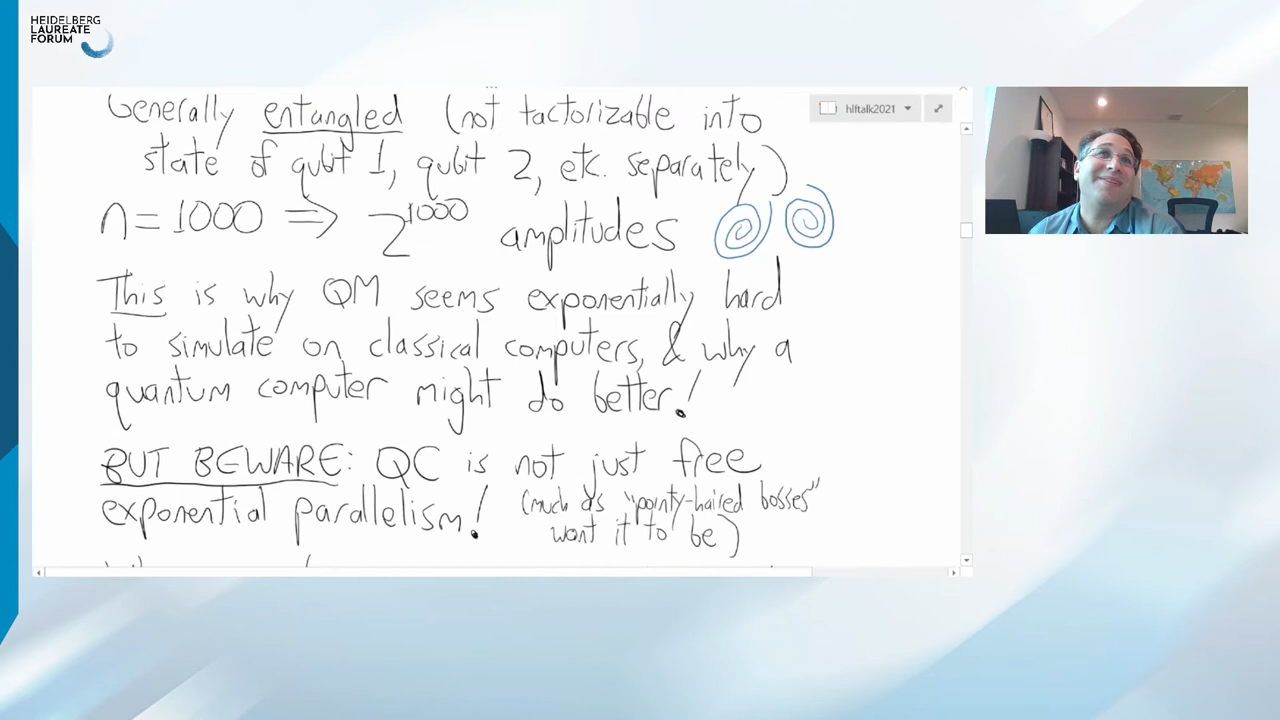 HEIDELBERG
LAUREATE
FORUM
hlftalk2021
Generally entangled (not factorizable into
state of qubit 1, qubit 2, etc. separately)
n=1000 ⇒ 2^1000 amplitudes
This is why QM seems exponentially hard
to simulate on classical computers, & why a
quantum computer might do better!
BUT BEWARE: QC is not just free
exponential parallelism! (much as "pointy-haired bosses"
want it to be)